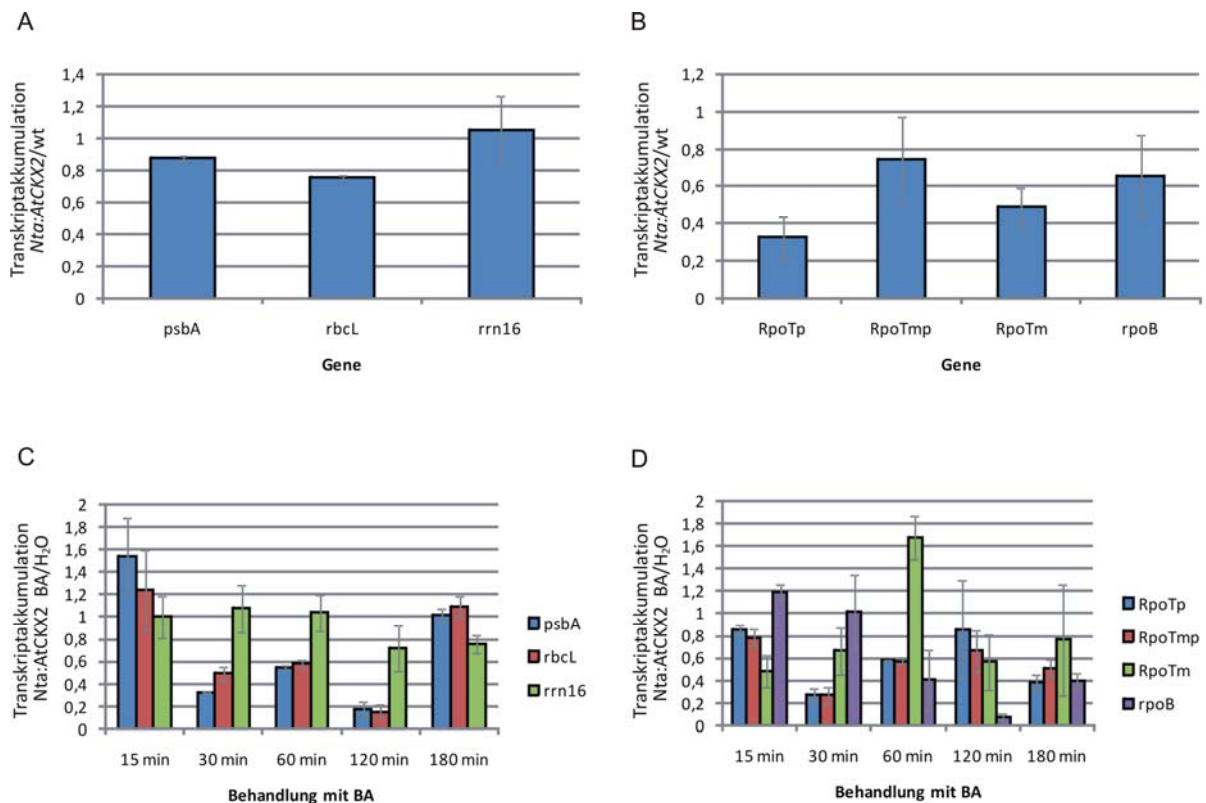 A
Transkriptakkumulation
Nta:AtCKX2/wt
1,4
1,2
1
0,8
0,6
0,4
0,2
0
psbA rbcL rrn16
Gene
B
Transkriptakkumulation
Nta:AtCKX2/wt
1,2
1
0,8
0,6
0,4
0,2
0
RpoTp RpoTmp RpoTm rpoB
Gene
C
Transkriptakkumulation
Nta:AtCKX2 BA/H₂O
2
1,8
1,6
1,4
1,2
1
0,8
0,6
0,4
0,2
0
15 min 30 min 60 min 120 min 180 min
Behandlung mit BA
psbA
rbcL
rrn16
D
Transkriptakkumulation
Nta:AtCKX2 BA/H₂O
2
1,8
1,6
1,4
1,2
1
0,8
0,6
0,4
0,2
0
15 min 30 min 60 min 120 min 180 min
Behandlung mit BA
RpoTp
RpoTmp
RpoTm
rpoB